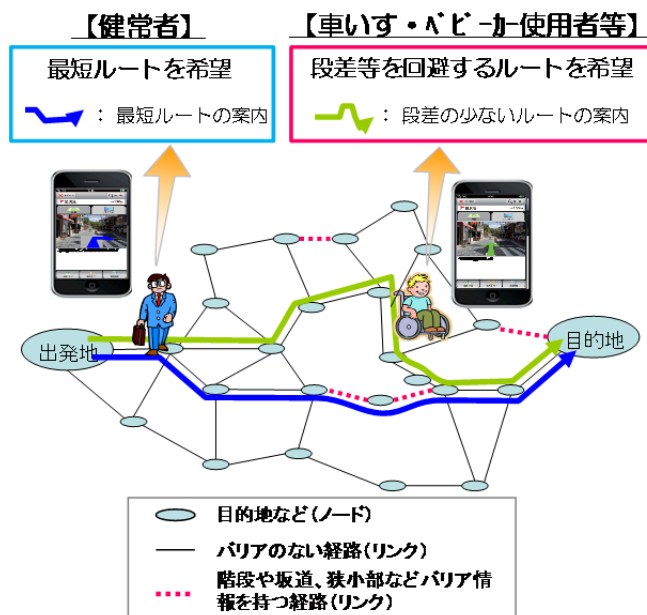 【健常者】
最短ルートを希望
：最短ルートの案内
【車いす・ベビーカー使用者等】
段差等を回避するルートを希望
：段差の少ないルートの案内
出発地
目的地
目的地など（ノード）
バリアのない経路（リンク）
階段や坂道、狭小部などバリア情
報を持つ経路（リンク）